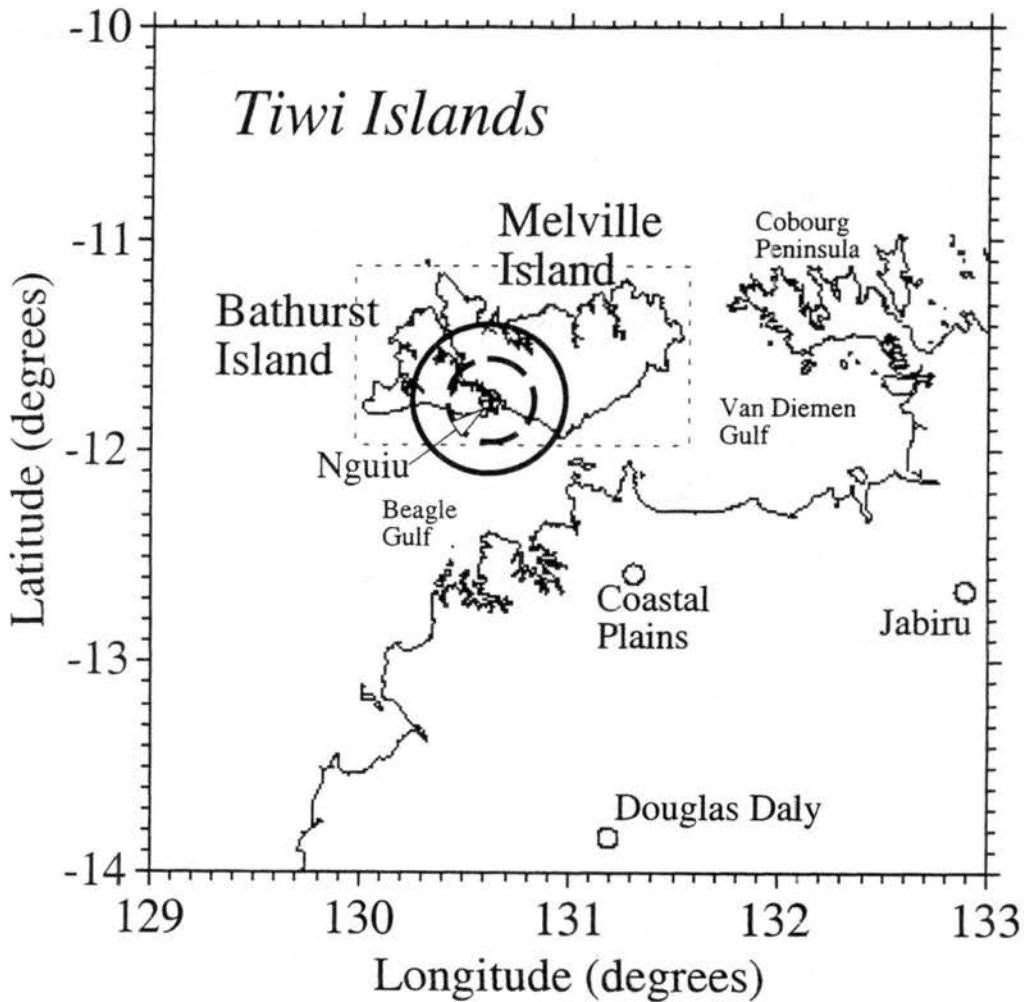 -10
Tiwi Islands
-11
Melville
Island
Cobourg
Peninsula
Bathurst
Island
Van Diemen
Gulf
-12
Nguiu
Beagle
Gulf
Coastal
Plains
Jabiru
-13
Douglas Daly
-14
129
130
131
132
133
Longitude (degrees)
Latitude (degrees)